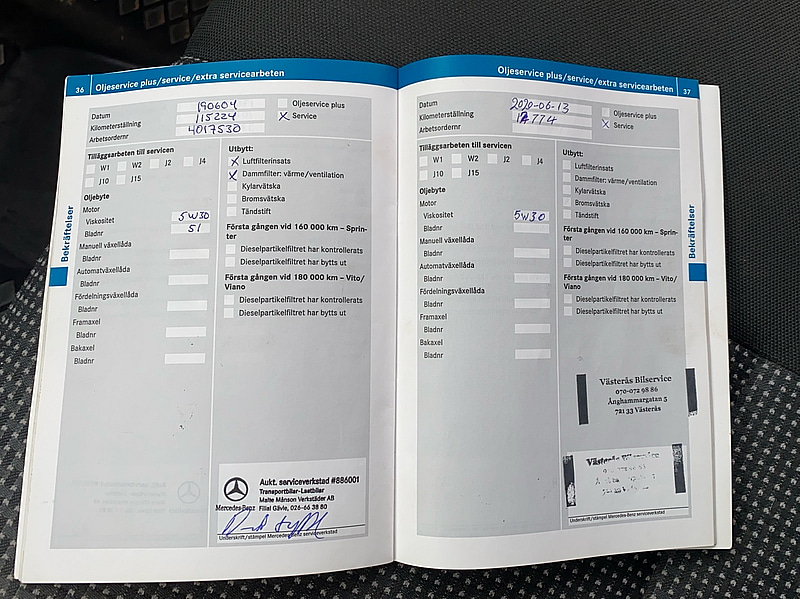 36 Oljeservice plus/service/extra servicearbeten
Datum 190604 Oljeservice plus
Kilometerställning 115224 X Service
Arbetsordernr 4017530
Tilläggsarbeten till servicen
W1 W2 J2 J4
J10 J15
Oljebyte
Motor
Viskositet 5W30
Bladnr 51
Manuell växellåda
Bladnr
Automatväxellåda
Bladnr
Fördelningsväxellåda
Bladnr
Framaxel
Bladnr
Bakaxel
Bladnr
Utbytt:
X Luftfilterinsats
X Dammfilter: värme/ventilation
Kylarvätska
Bromsvätska
Tändstift
Första gången vid 160 000 km – Sprin-
ter
Dieselpartikelfiltret har kontrollerats
Dieselpartikelfiltret har bytts ut
Första gången vid 180 000 km – Vito/
Viano
Dieselpartikelfiltret har kontrollerats
Dieselpartikelfiltret har bytts ut
Mercedes-Benz
Aukt. serviceverkstad #886001
Transportbilar-Lastbilar
Malte Månson Verkstäder AB
Filial Gävle, 026-66 38 80
Underskrift/stämpel Mercedes-Benz serviceverkstad
Bekräftelser
Oljeservice plus/service/extra servicearbeten 37
Datum 2020-06-13 Oljeservice plus
Kilometerställning 774 X Service
Arbetsordernr
Tilläggsarbeten till servicen
W1 W2 J2 J4
J10 J15
Oljebyte
Motor
Viskositet 5W30
Bladnr
Manuell växellåda
Bladnr
Automatväxellåda
Bladnr
Fördelningsväxellåda
Bladnr
Framaxel
Bladnr
Bakaxel
Bladnr
Utbytt:
Luftfilterinsats
Dammfilter: värme/ventilation
Kylarvätska
Bromsvätska
Tändstift
Första gången vid 160 000 km – Sprin-
ter
Dieselpartikelfiltret har kontrollerats
Dieselpartikelfiltret har bytts ut
Första gången vid 180 000 km – Vito/
Viano
Dieselpartikelfiltret har kontrollerats
Dieselpartikelfiltret har bytts ut
Västerås Bilservice
070-072 98 86
Ånghammargatan 5
721 33 Västerås
Västerås Bilservice
Underskrift/stämpel Mercedes-Benz serviceverkstad
Bekräftelser